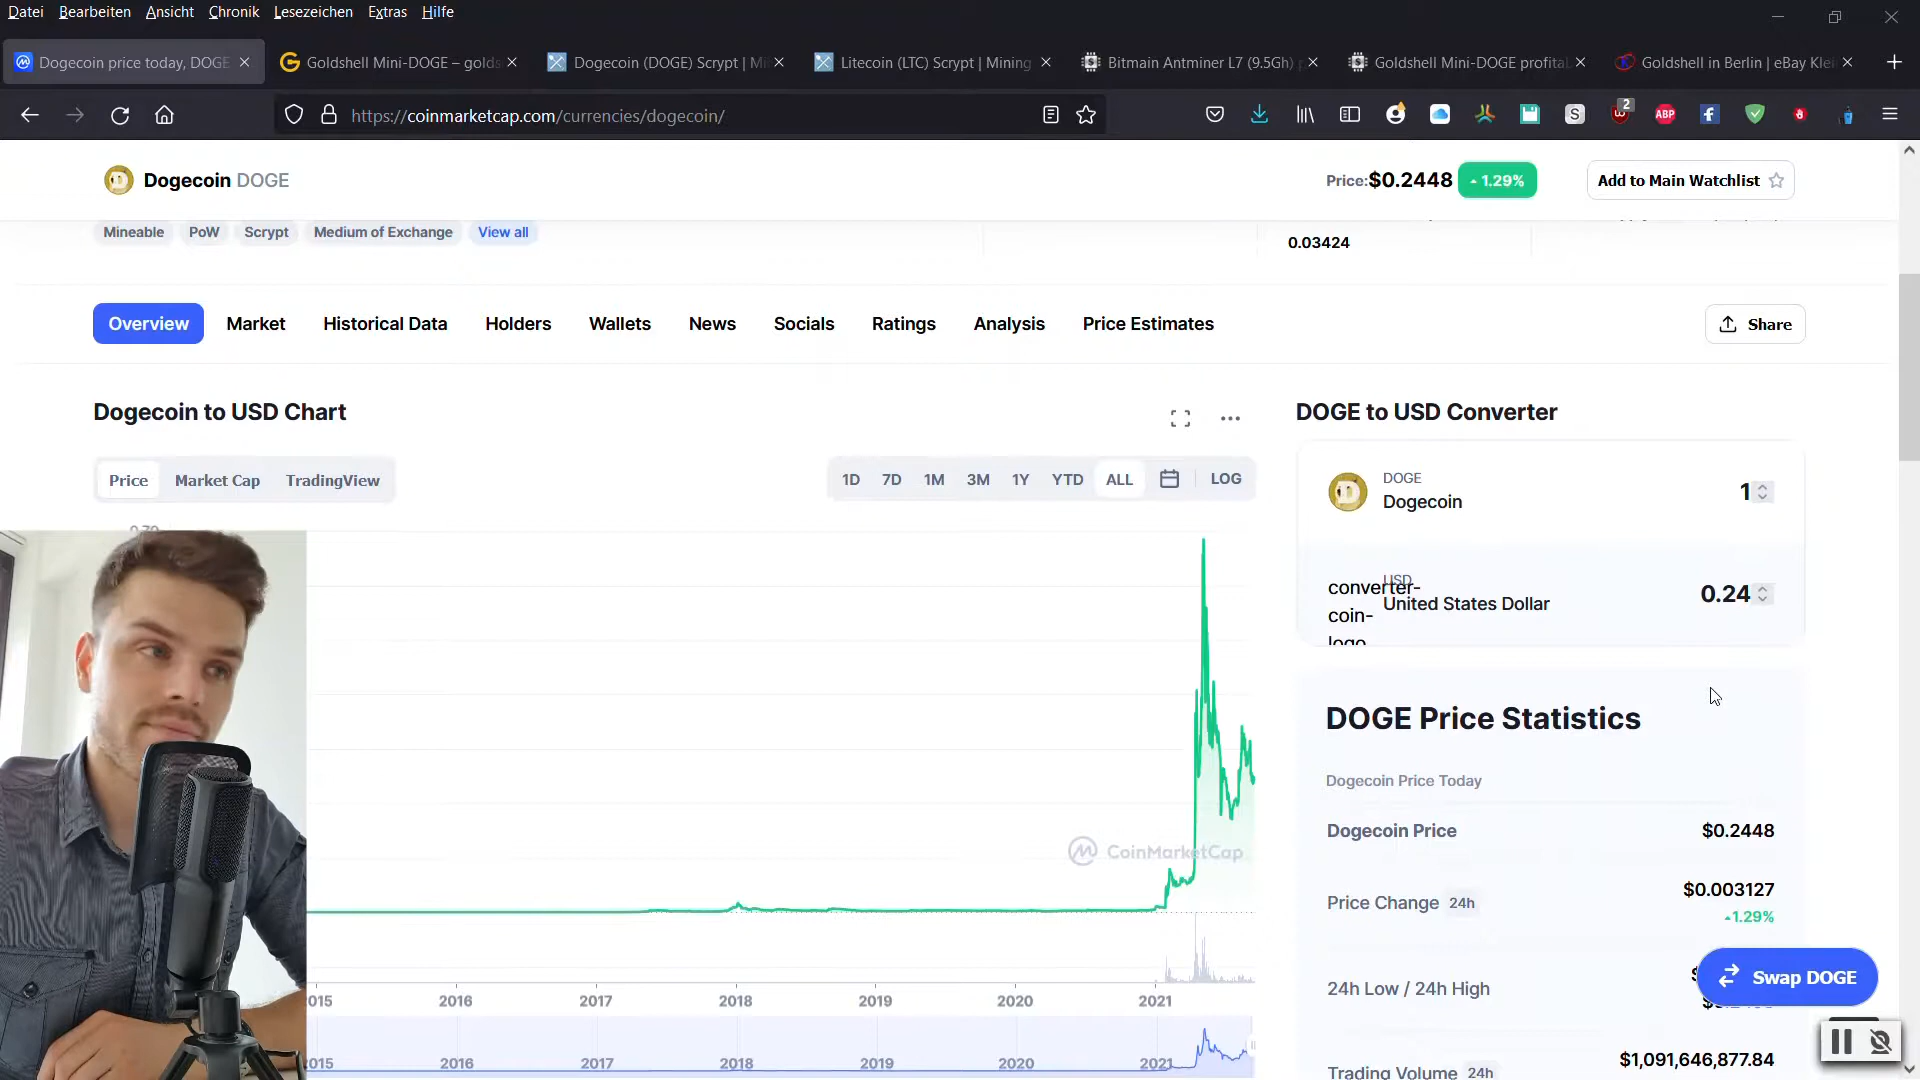 Datei Bearbeiten Ansicht Chronik Lesezeichen Extras Hilfe
Dogecoin price today, DOGE
Goldshell Mini-DOGE – golds
Dogecoin (DOGE) Scrypt | Mi
Litecoin (LTC) Scrypt | Mining
Bitmain Antminer L7 (9.5Gh) p
Goldshell Mini-DOGE profital
Goldshell in Berlin | eBay Klei
https://coinmarketcap.com/currencies/dogecoin/
2
S
ABP
Dogecoin DOGE
Price:$0.2448 1.29%
Add to Main Watchlist
Mineable PoW Scrypt Medium of Exchange View all
0.03424
Overview Market Historical Data Holders Wallets News Socials Ratings Analysis Price Estimates
Share
Dogecoin to USD Chart
Price Market Cap TradingView
1D 7D 1M 3M 1Y YTD ALL LOG
CoinMarketCap
015 2016 2017 2018 2019 2020 2021
015 2016 2017 2018 2019 2020 2021
DOGE to USD Converter
DOGE
Dogecoin
1
converter-coin-logo
USD
United States Dollar
0.24
DOGE Price Statistics
Dogecoin Price Today
Dogecoin Price $0.2448
Price Change 24h $0.003127
1.29%
24h Low / 24h High
Swap DOGE
Trading Volume 24h $1,091,646,877.84